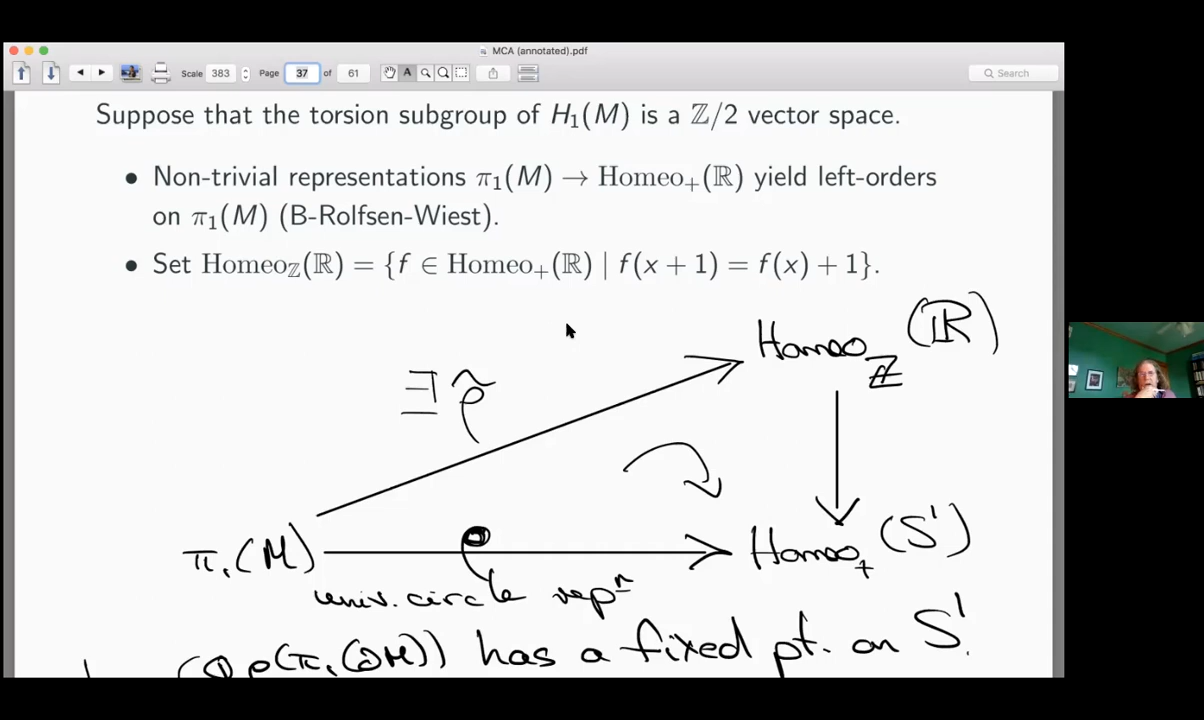 MCA (annotated).pdf
Scale 383 Page 37 of 61 Search
Suppose that the torsion subgroup of H₁(M) is a ℤ/2 vector space.
• Non-trivial representations π₁(M) → Homeo₊(ℝ) yield left-orders
on π₁(M) (B-Rolfsen-Wiest).
• Set Homeo_ℤ(ℝ) = {f ∈ Homeo₊(ℝ) | f(x + 1) = f(x) + 1}.
Homeo_ℤ(ℝ)
∃ ρ̃
π₁(M) ρ Homeo₊(S¹)
univ. circle repⁿ
ρ(π₁(∂M)) has a fixed pt. on S¹.